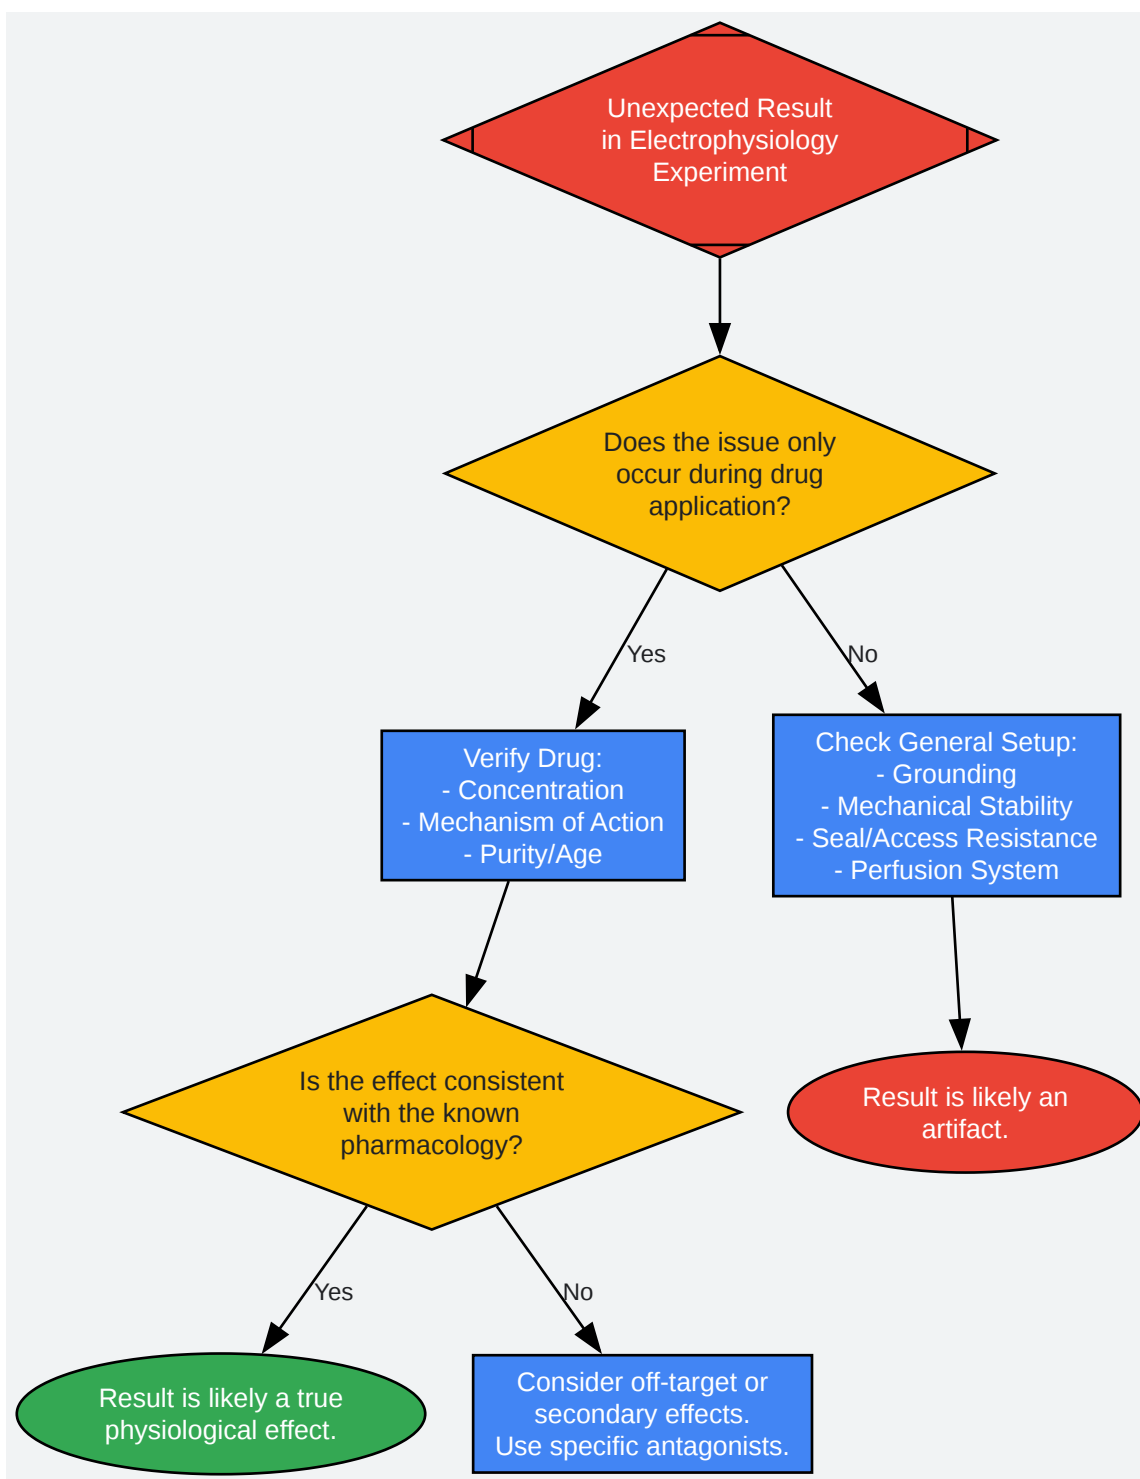 Unexpected Result
in Electrophysiology
Experiment
Does the issue only
occur during drug
application?
Yes
No
Verify Drug:
- Concentration
- Mechanism of Action
- Purity/Age
Check General Setup:
- Grounding
- Mechanical Stability
- Seal/Access Resistance
- Perfusion System
Is the effect consistent
with the known
pharmacology?
Result is likely an
artifact.
Yes
No
Result is likely a true
physiological effect.
Consider off-target or
secondary effects.
Use specific antagonists.